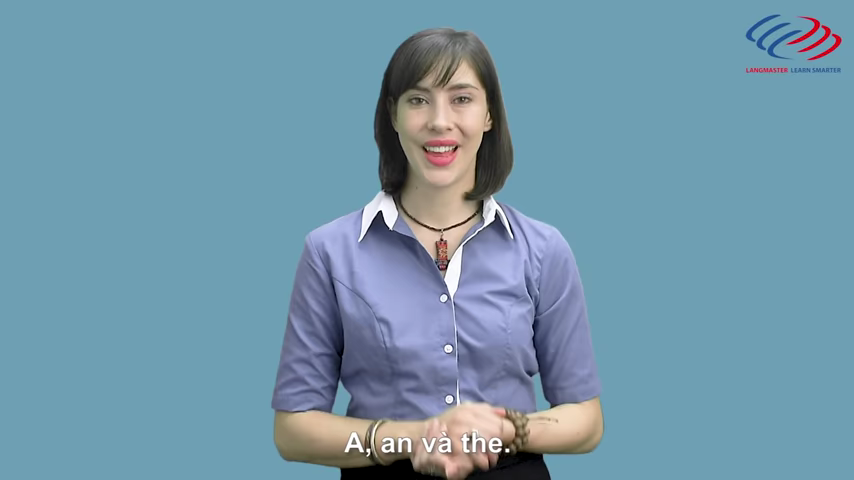 LANGMASTER LEARN SMARTER
A, an và the.